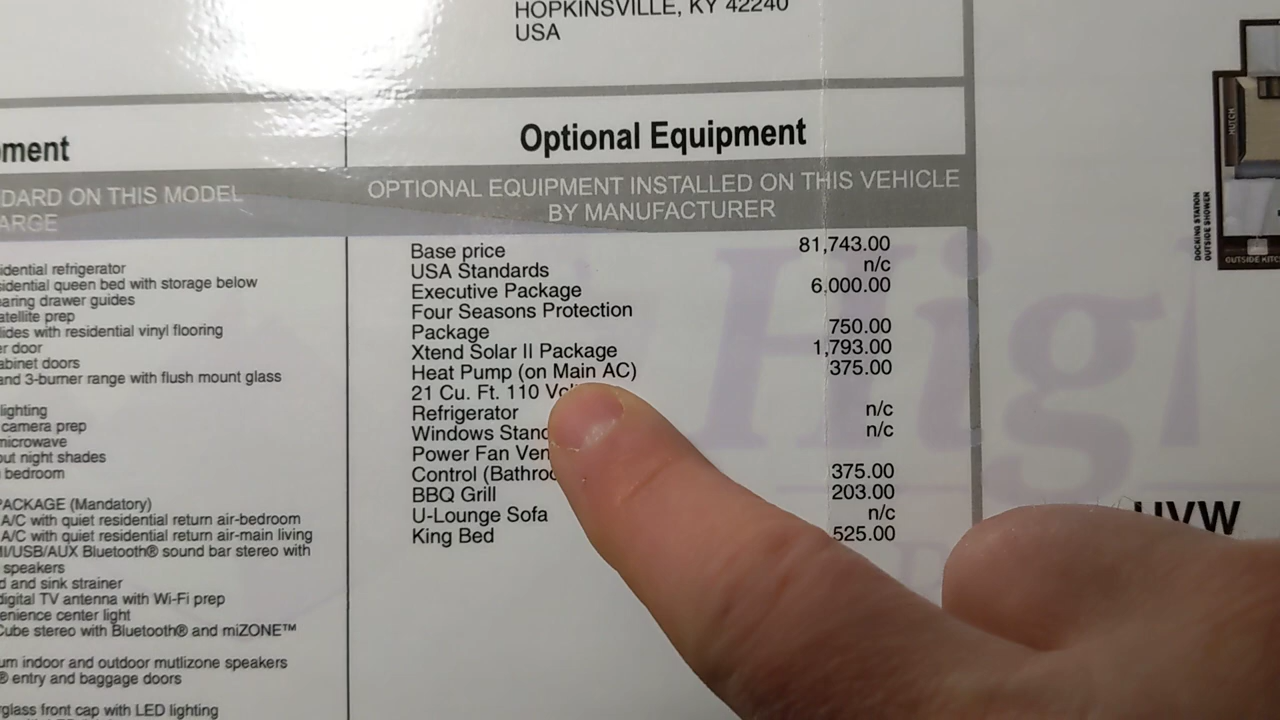 HOPKINSVILLE, KY 42240
USA
Optional Equipment
OPTIONAL EQUIPMENT INSTALLED ON THIS VEHICLE
BY MANUFACTURER
DARD ON THIS MODEL
ARGE
idential refrigerator
sidential queen bed with storage below
earing drawer guides
atellite prep
lides with residential vinyl flooring
er door
abinet doors
and 3-burner range with flush mount glass
lighting
camera prep
microwave
out night shades
bedroom
PACKAGE (Mandatory)
A/C with quiet residential return air-bedroom
A/C with quiet residential return air-main living
MI/USB/AUX Bluetooth® sound bar stereo with
speakers
d and sink strainer
digital TV antenna with Wi-Fi prep
enience center light
Cube stereo with Bluetooth® and miZONE™
um indoor and outdoor mutlizone speakers
® entry and baggage doors
rglass front cap with LED lighting
Base price 81,743.00
USA Standards n/c
Executive Package 6,000.00
Four Seasons Protection
Package 750.00
Xtend Solar II Package 1,793.00
Heat Pump (on Main AC) 375.00
21 Cu. Ft. 110
Refrigerator n/c
Windows n/c
Power Fan
Control 375.00
BBQ Grill 203.00
U-Lounge Sofa n/c
King Bed 525.00
Hig
HUTCH
DOCKING STATION
OUTSIDE SHOWER
OUTSIDE
UVW